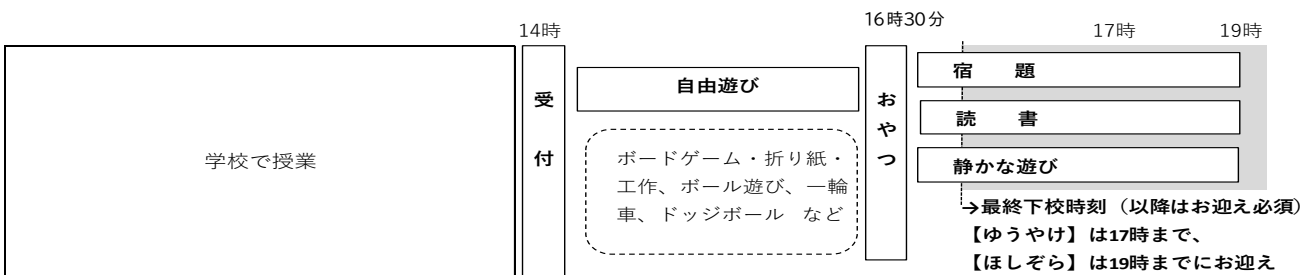 14時
16時30分
17時
19時
学校で授業
受付
自由遊び
ボードゲーム・折り紙・
工作、ボール遊び、一輪
車、ドッジボール など
おやつ
宿 題
読 書
静かな遊び
→最終下校時刻（以降はお迎え必須）
【ゆうやけ】は17時まで、
【ほしぞら】は19時までにお迎え